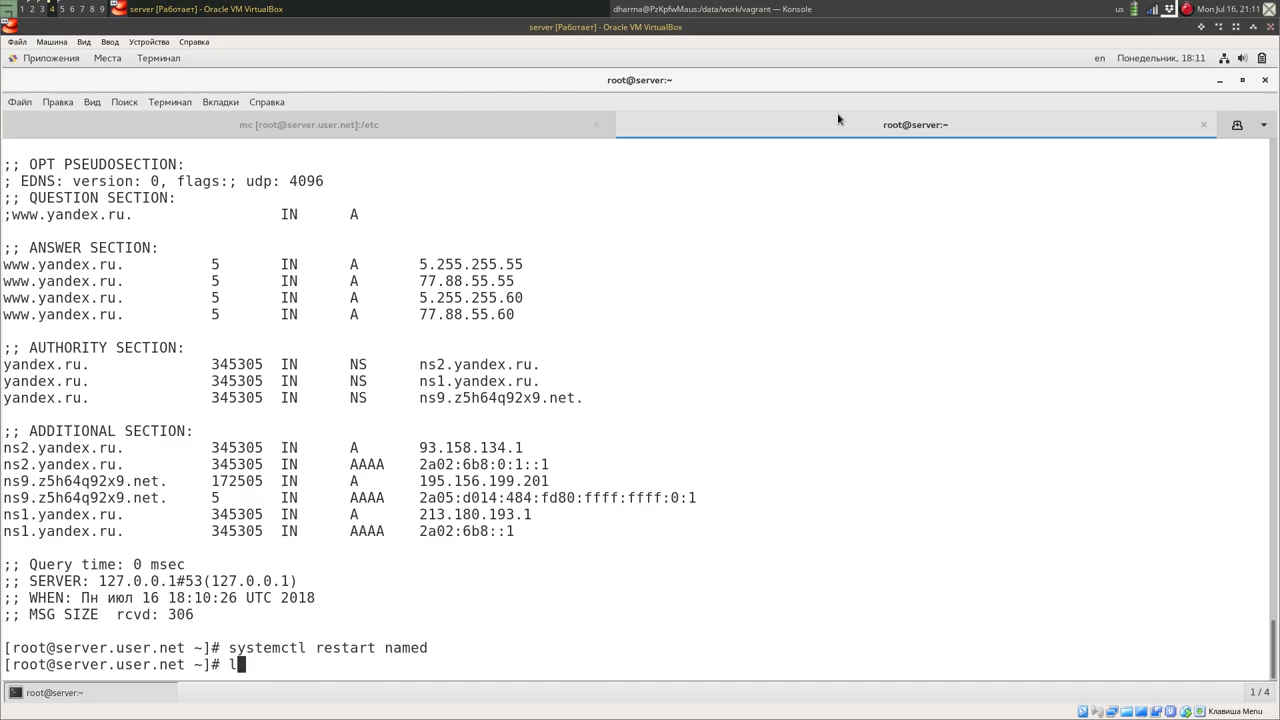 1 2 3 4 5 6 7 8 9 server [Работает] - Oracle VM VirtualBox dharma@PzKpfwMaus:/data/work/vagrant — Konsole us Mon Jul 16, 21:11
server [Работает] - Oracle VM VirtualBox
Файл Машина Вид Ввод Устройства Справка
Приложения Места Терминал en Понедельник, 18:11
root@server:~
Файл Правка Вид Поиск Терминал Вкладки Справка
mc [root@server.user.net]:/etc × root@server:~ ×
;; OPT PSEUDOSECTION:
; EDNS: version: 0, flags:; udp: 4096
;; QUESTION SECTION:
;www.yandex.ru. IN A
;; ANSWER SECTION:
www.yandex.ru. 5 IN A 5.255.255.55
www.yandex.ru. 5 IN A 77.88.55.55
www.yandex.ru. 5 IN A 5.255.255.60
www.yandex.ru. 5 IN A 77.88.55.60
;; AUTHORITY SECTION:
yandex.ru. 345305 IN NS ns2.yandex.ru.
yandex.ru. 345305 IN NS ns1.yandex.ru.
yandex.ru. 345305 IN NS ns9.z5h64q92x9.net.
;; ADDITIONAL SECTION:
ns2.yandex.ru. 345305 IN A 93.158.134.1
ns2.yandex.ru. 345305 IN AAAA 2a02:6b8:0:1::1
ns9.z5h64q92x9.net. 172505 IN A 195.156.199.201
ns9.z5h64q92x9.net. 5 IN AAAA 2a05:d014:484:fd80:ffff:ffff:0:1
ns1.yandex.ru. 345305 IN A 213.180.193.1
ns1.yandex.ru. 345305 IN AAAA 2a02:6b8::1
;; Query time: 0 msec
;; SERVER: 127.0.0.1#53(127.0.0.1)
;; WHEN: Пн июл 16 18:10:26 UTC 2018
;; MSG SIZE rcvd: 306
[root@server.user.net ~]# systemctl restart named
[root@server.user.net ~]# l
root@server:~ 1 / 4
Клавиша Menu